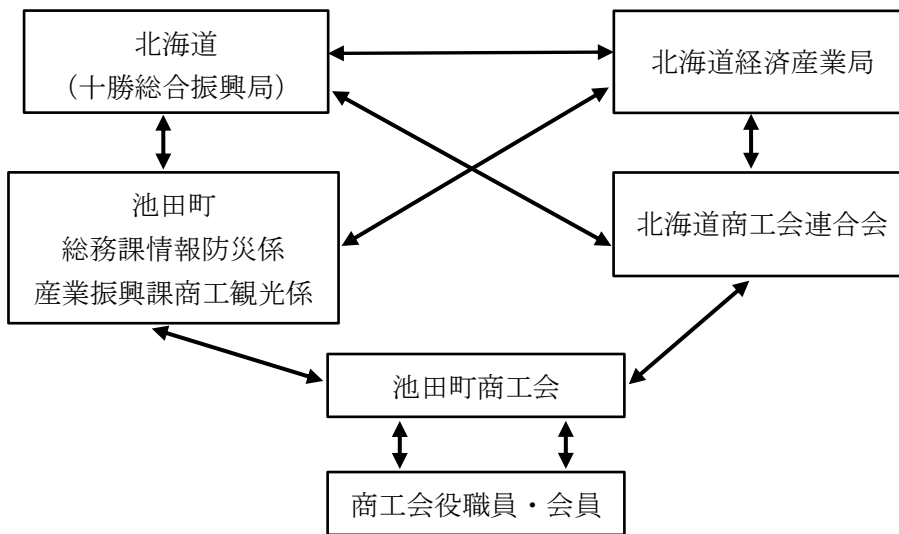 北海道
（十勝総合振興局）
北海道経済産業局
池田町
総務課情報防災係
産業振興課商工観光係
北海道商工会連合会
池田町商工会
商工会役職員・会員